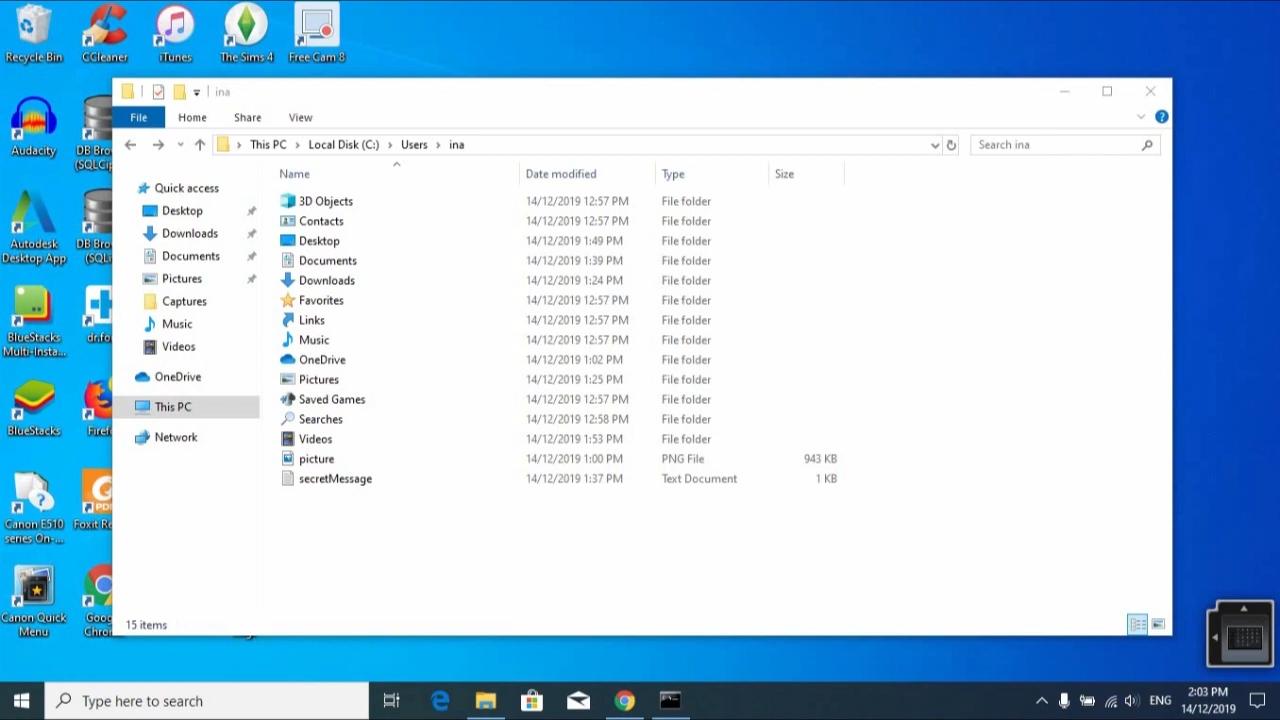 Recycle Bin
CCleaner
iTunes
The Sims 4
Free Cam 8
Audacity
DB Bro
(SQLCip
Autodesk
Desktop App
DB Bro
(SQLi
BlueStacks
Multi-Insta...
dr.fo
BlueStacks
Firef
Canon E510
series On-...
Foxit Re
Canon Quick
Menu
Goog
Chro
ina
File
Home
Share
View
This PC
Local Disk (C:)
Users
ina
Search ina
Quick access
Desktop
Downloads
Documents
Pictures
Captures
Music
Videos
OneDrive
This PC
Network
Name Date modified Type Size
3D Objects 14/12/2019 12:57 PM File folder
Contacts 14/12/2019 12:57 PM File folder
Desktop 14/12/2019 1:49 PM File folder
Documents 14/12/2019 1:39 PM File folder
Downloads 14/12/2019 1:24 PM File folder
Favorites 14/12/2019 12:57 PM File folder
Links 14/12/2019 12:57 PM File folder
Music 14/12/2019 12:57 PM File folder
OneDrive 14/12/2019 1:02 PM File folder
Pictures 14/12/2019 1:25 PM File folder
Saved Games 14/12/2019 12:57 PM File folder
Searches 14/12/2019 12:58 PM File folder
Videos 14/12/2019 1:53 PM File folder
picture 14/12/2019 1:00 PM PNG File 943 KB
secretMessage 14/12/2019 1:37 PM Text Document 1 KB
15 items
Type here to search
ENG
2:03 PM
14/12/2019